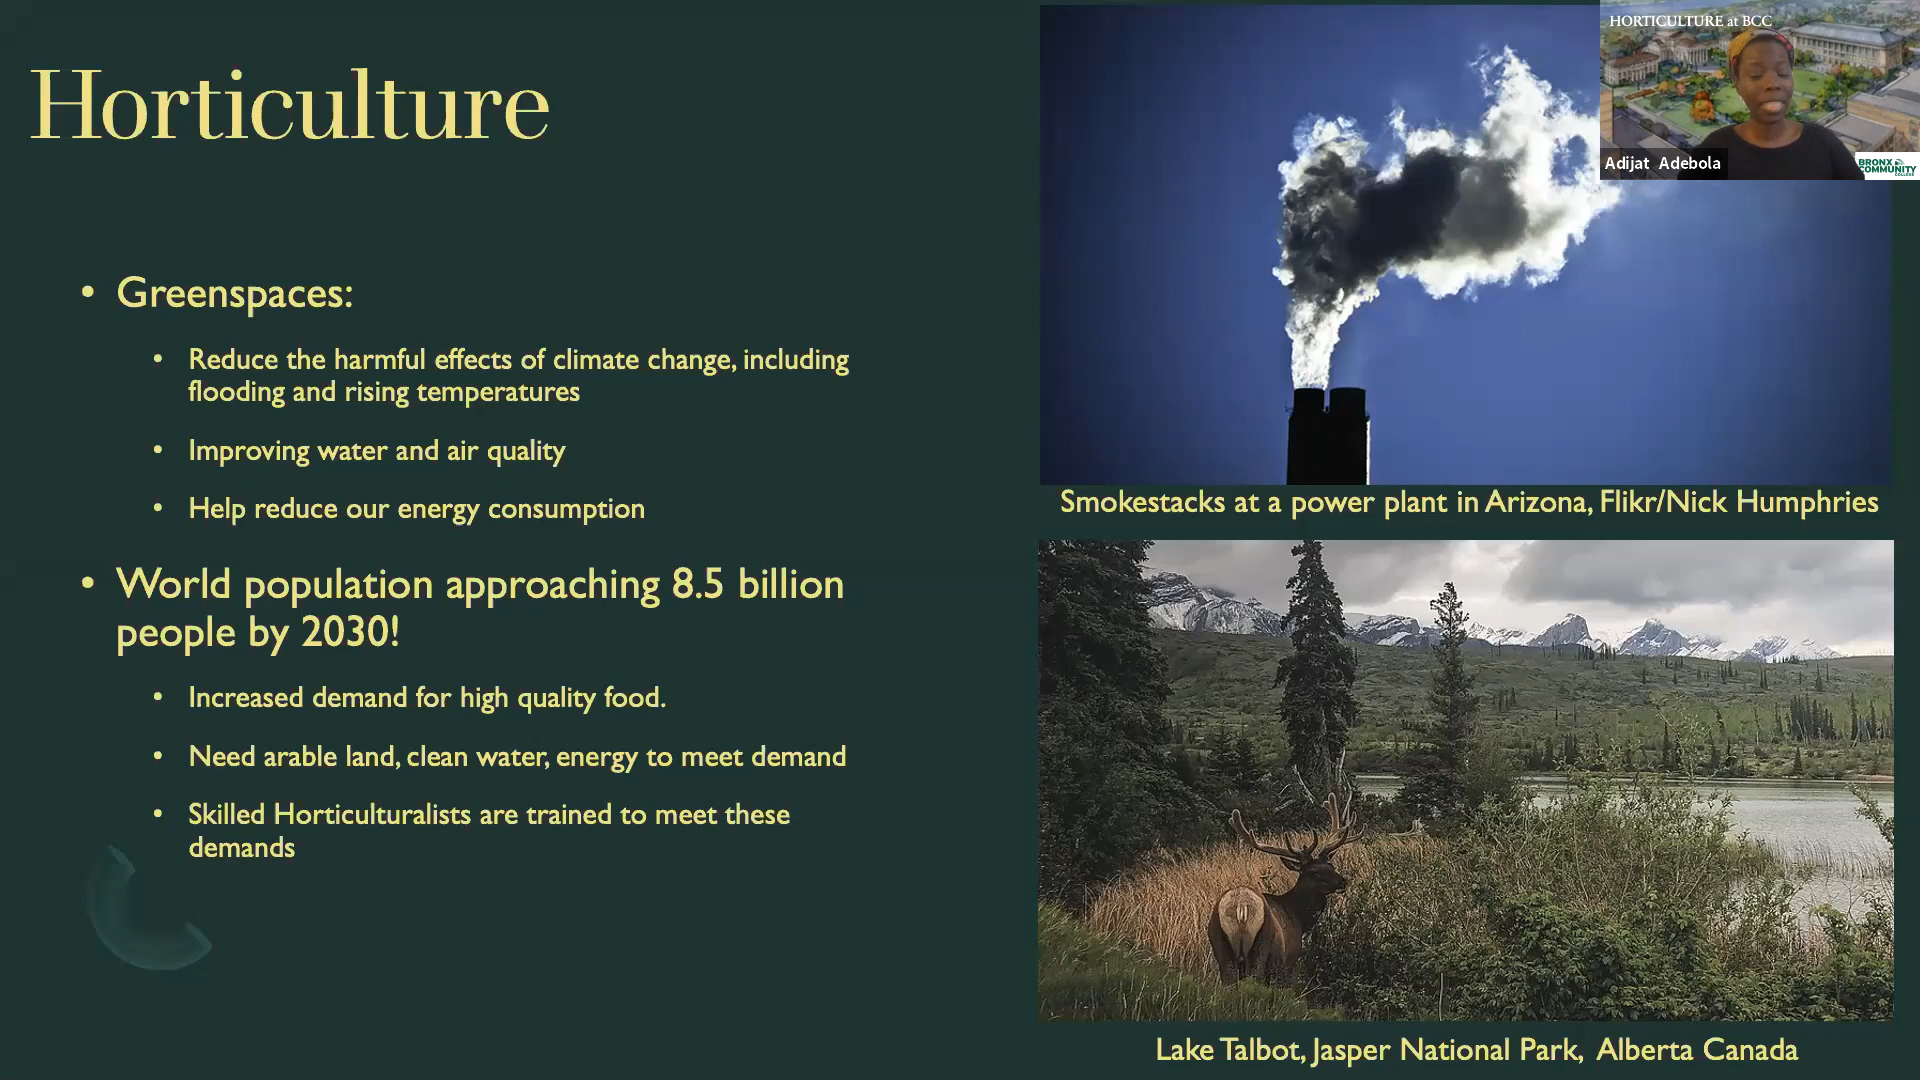 Horticulture
• Greenspaces:
• Reduce the harmful effects of climate change, including
flooding and rising temperatures
• Improving water and air quality
• Help reduce our energy consumption
• World population approaching 8.5 billion
people by 2030!
• Increased demand for high quality food.
• Need arable land, clean water, energy to meet demand
• Skilled Horticulturalists are trained to meet these
demands
HORTICULTURE at BCC
Adijat Adebola
BRONX
COMMUNITY
COLLEGE
Smokestacks at a power plant in Arizona, Flikr/Nick Humphries
Lake Talbot, Jasper National Park, Alberta Canada